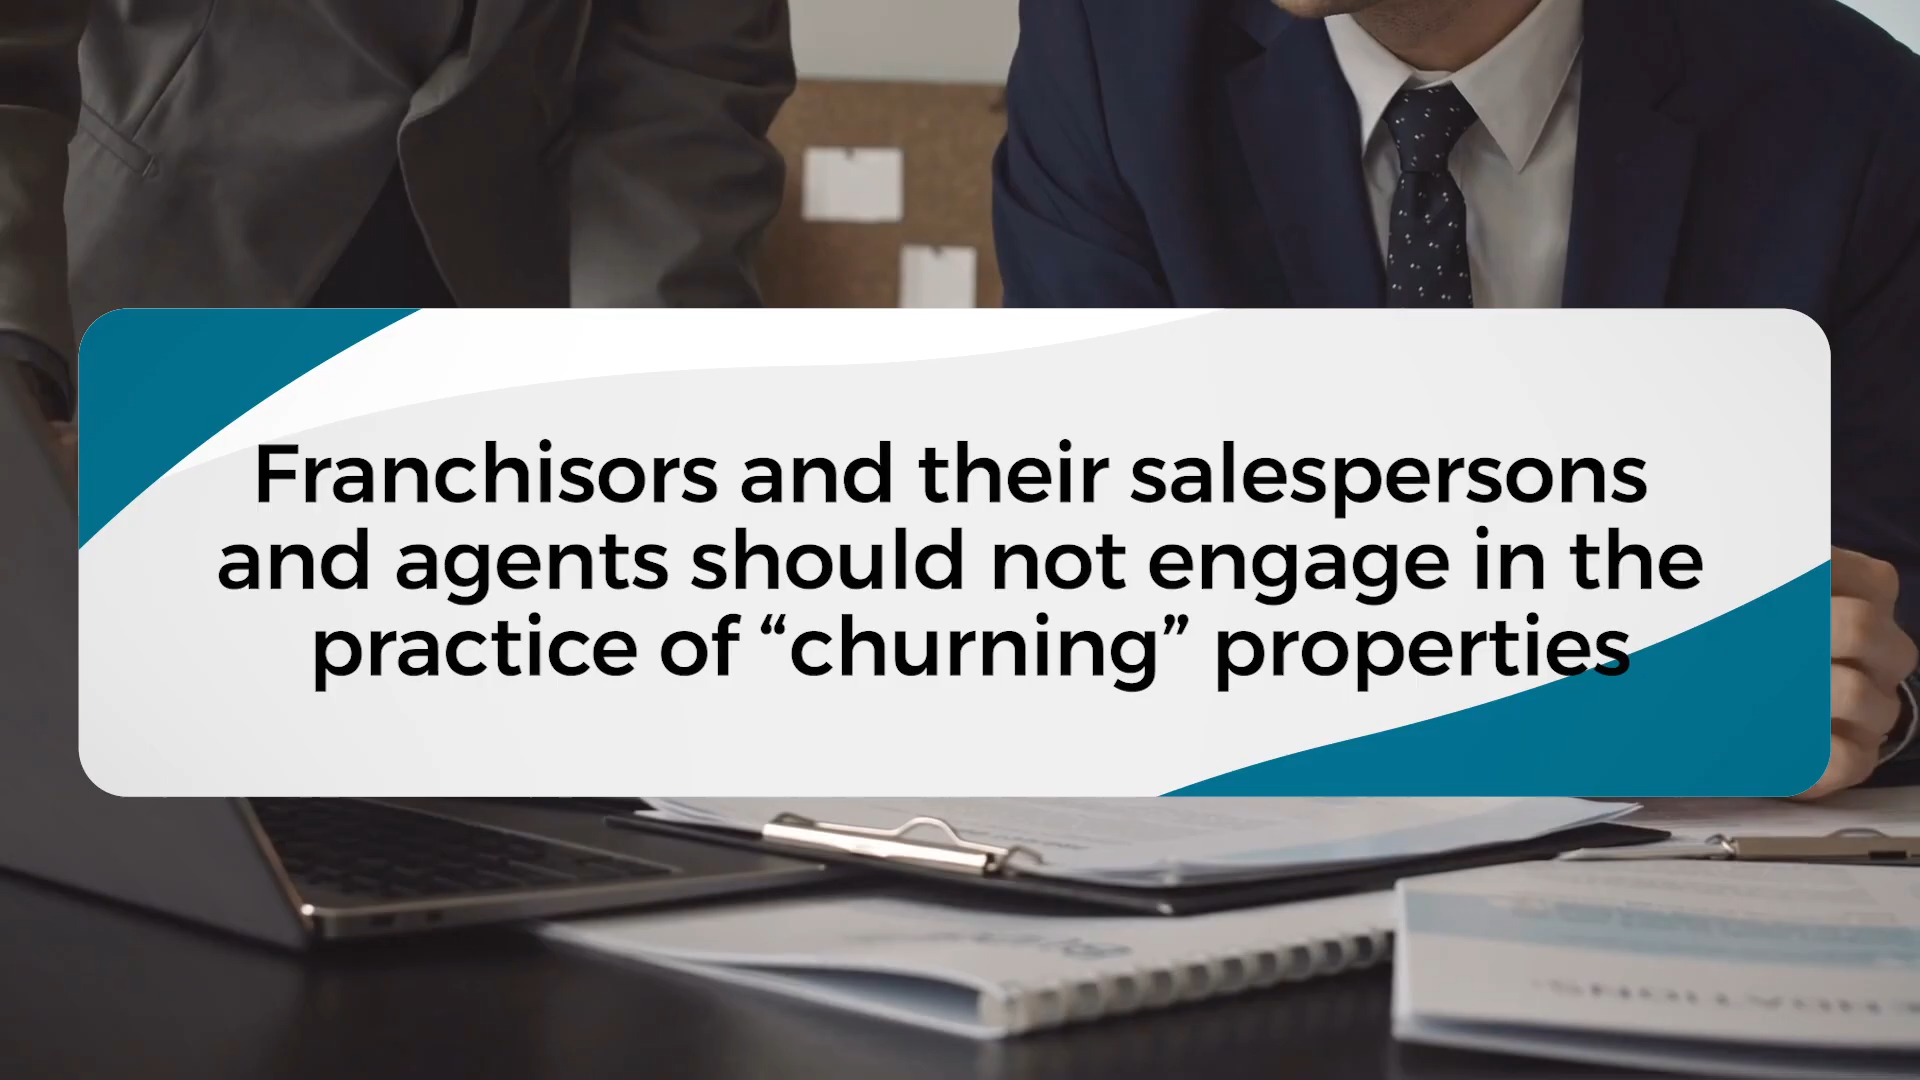 Franchisors and their salespersons
and agents should not engage in the
practice of “churning” properties